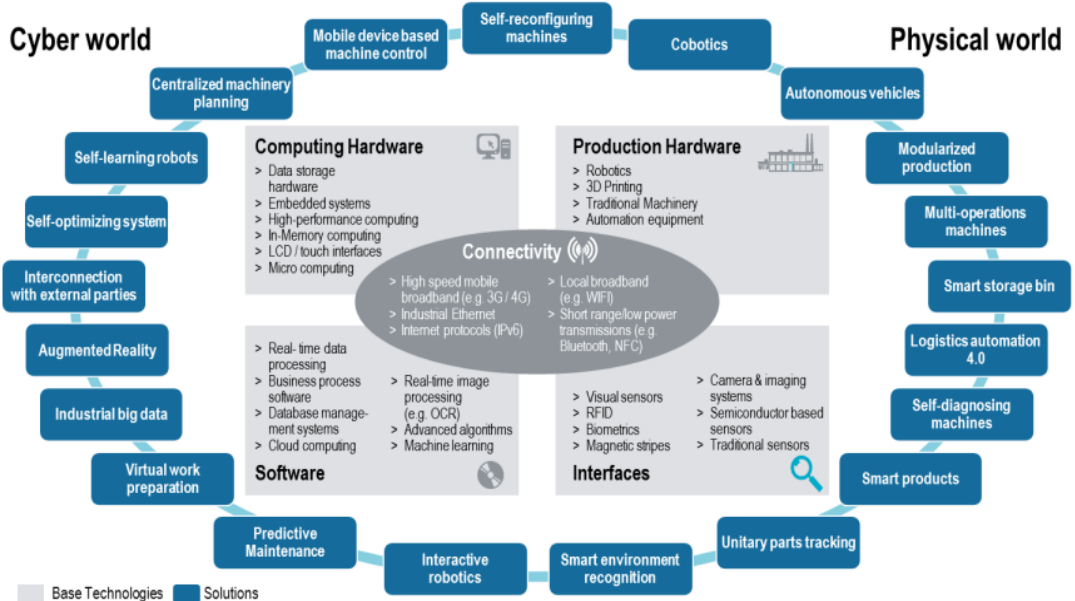 Cyber world
Physical world
Self-reconfiguring
machines
Mobile device based
machine control
Cobotics
Centralized machinery
planning
Autonomous vehicles
Self-learning robots
Modularized
production
Self-optimizing system
Multi-operations
machines
Interconnection
with external parties
Smart storage bin
Augmented Reality
Logistics automation
4.0
Industrial big data
Self-diagnosing
machines
Virtual work
preparation
Smart products
Predictive
Maintenance
Unitary parts tracking
Interactive
robotics
Smart environment
recognition
Computing Hardware
> Data storage
hardware
> Embedded systems
> High-performance computing
> In-Memory computing
> LCD / touch interfaces
> Micro computing
Production Hardware
> Robotics
> 3D Printing
> Traditional Machinery
> Automation equipment
Connectivity
> High speed mobile
broadband (e.g. 3G / 4G)
> Industrial Ethernet
> Internet protocols (IPv6)
> Local broadband
(e.g. WIFI)
> Short range/low power
transmissions (e.g.
Bluetooth, NFC)
> Real- time data
processing
> Business process
software
> Database manage-
ment systems
> Cloud computing
> Real-time image
processing
(e.g. OCR)
> Advanced algorithms
> Machine learning
Software
> Visual sensors
> RFID
> Biometrics
> Magnetic stripes
> Camera & imaging
systems
> Semiconductor based
sensors
> Traditional sensors
Interfaces
Base Technologies
Solutions